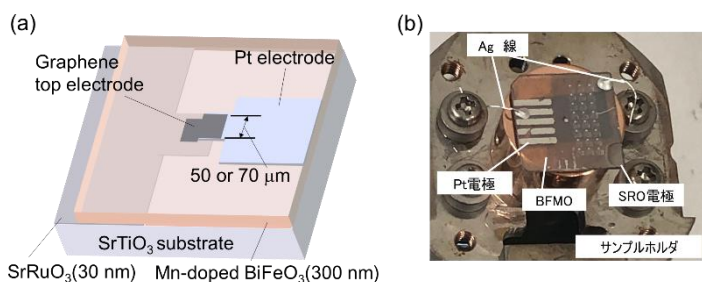 (a)
Graphene
top electrode
Pt electrode
50 or 70 μm
SrTiO3 substrate
SrRuO3(30 nm)
Mn-doped BiFeO3(300 nm)
(b)
Ag 線
Pt電極
BFMO
SRO電極
サンプルホルダ